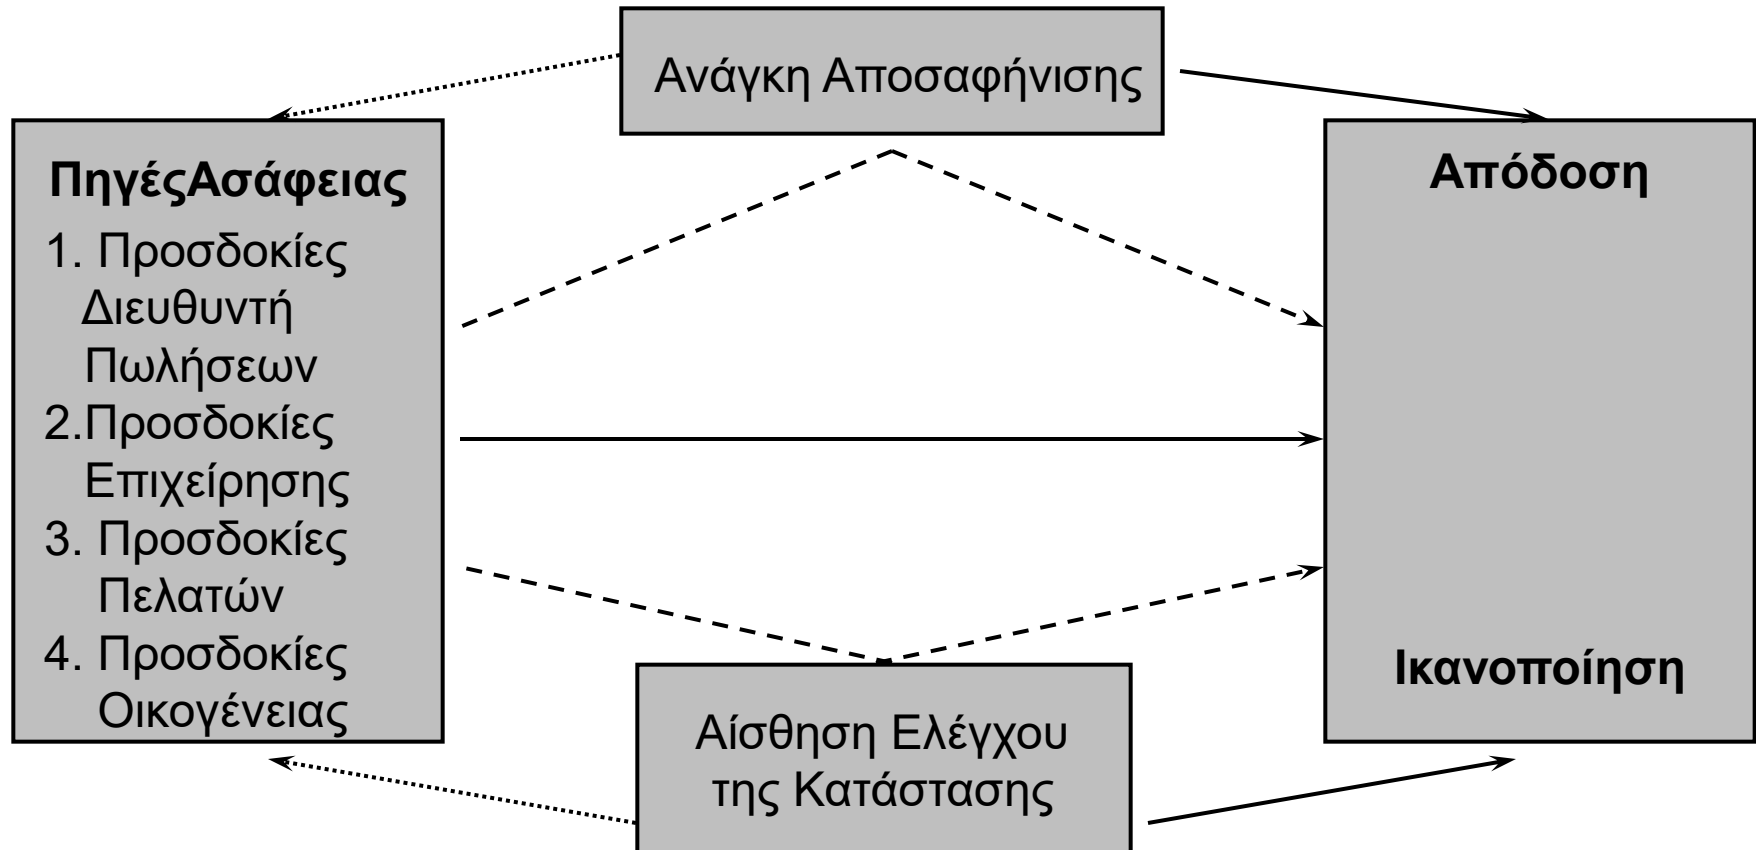 Ανάγκη Αποσαφήνισης
ΠηγέςΑσάφειας
1. Προσδοκίες
Διευθυντή
Πωλήσεων
2.Προσδοκίες
Επιχείρησης
3. Προσδοκίες
Πελατών
4. Προσδοκίες
Οικογένειας
Απόδοση
Ικανοποίηση
Αίσθηση Ελέγχου
της Κατάστασης